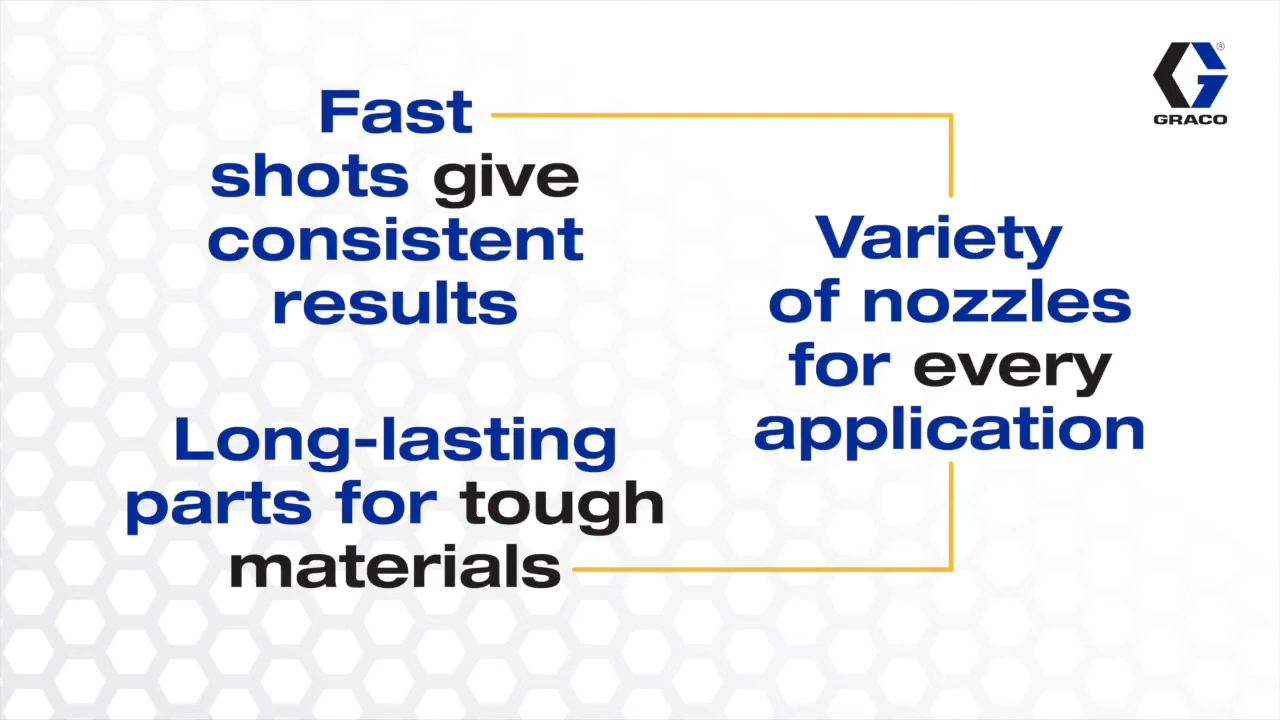 Fast
shots give
consistent
results
Variety
of nozzles
for every
application
Long-lasting
parts for tough
materials
®
GRACO